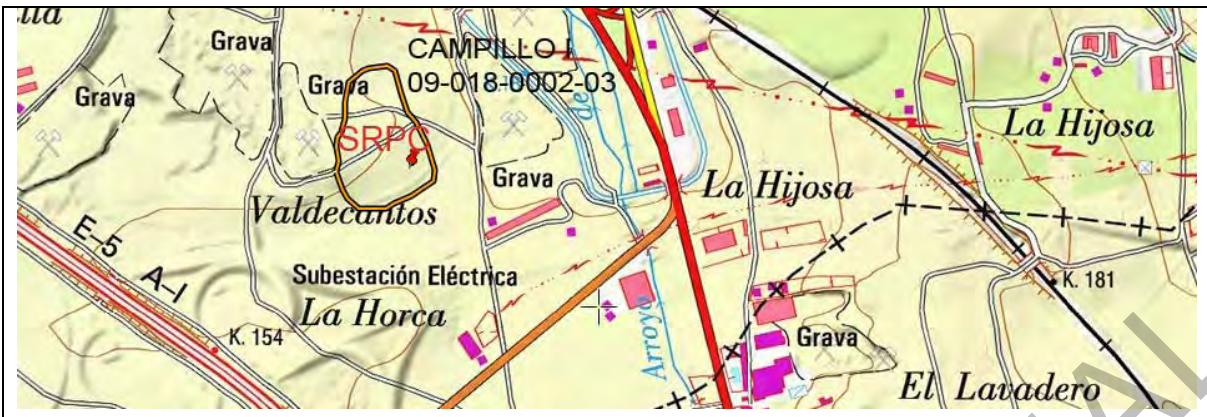 Grava
CAMPILLO I
Grava
Grava
09-018-0002-03
de
SRPC
La Hijosa
Grava
La Hijosa
Valdecantos
E-5 A-I
Subestación Eléctrica
K. 181
La Horca
K. 154
Arroyo
Grava
El Lavadero
AL